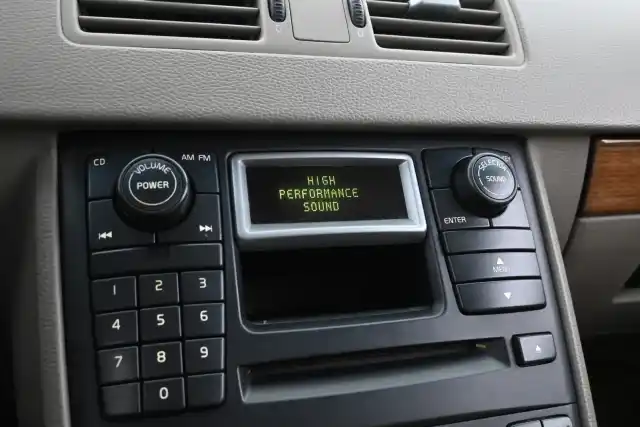 CD
AM FM
VOLUME
POWER
HIGH
PERFORMANCE
SOUND
SELECTOR
SOUND
ENTER
MENU
1 2 3
4 5 6
7 8 9
0